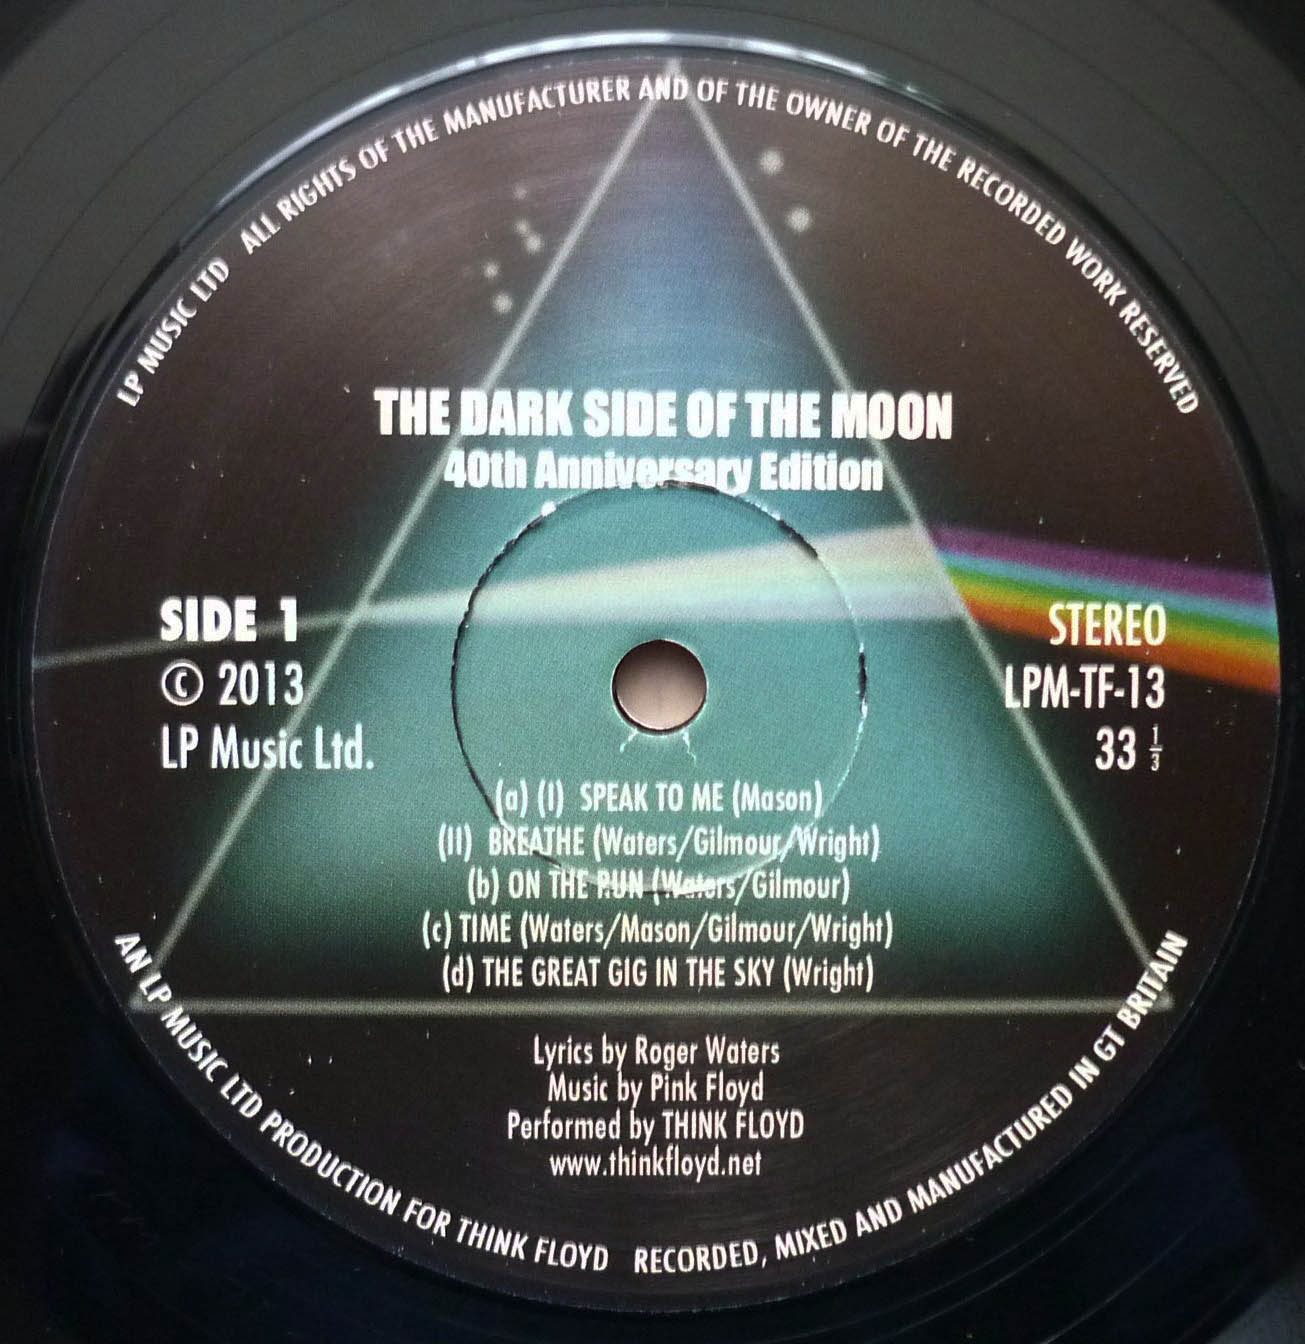 LP MUSIC LTD ALL RIGHTS OF THE MANUFACTURER AND OF THE OWNER OF THE RECORDED WORK RESERVED
THE DARK SIDE OF THE MOON
40th Anniversary Edition
SIDE 1
© 2013
LP Music Ltd.
STEREO
LPM-TF-13
33 1/3
(a) (I) SPEAK TO ME (Mason)
(II) BREATHE (Waters/Gilmour/Wright)
(b) ON THE RUN (Waters/Gilmour)
(c) TIME (Waters/Mason/Gilmour/Wright)
(d) THE GREAT GIG IN THE SKY (Wright)
Lyrics by Roger Waters
Music by Pink Floyd
Performed by THINK FLOYD
www.thinkfloyd.net
AN LP MUSIC LTD PRODUCTION FOR THINK FLOYD RECORDED, MIXED AND MANUFACTURED IN GT BRITAIN